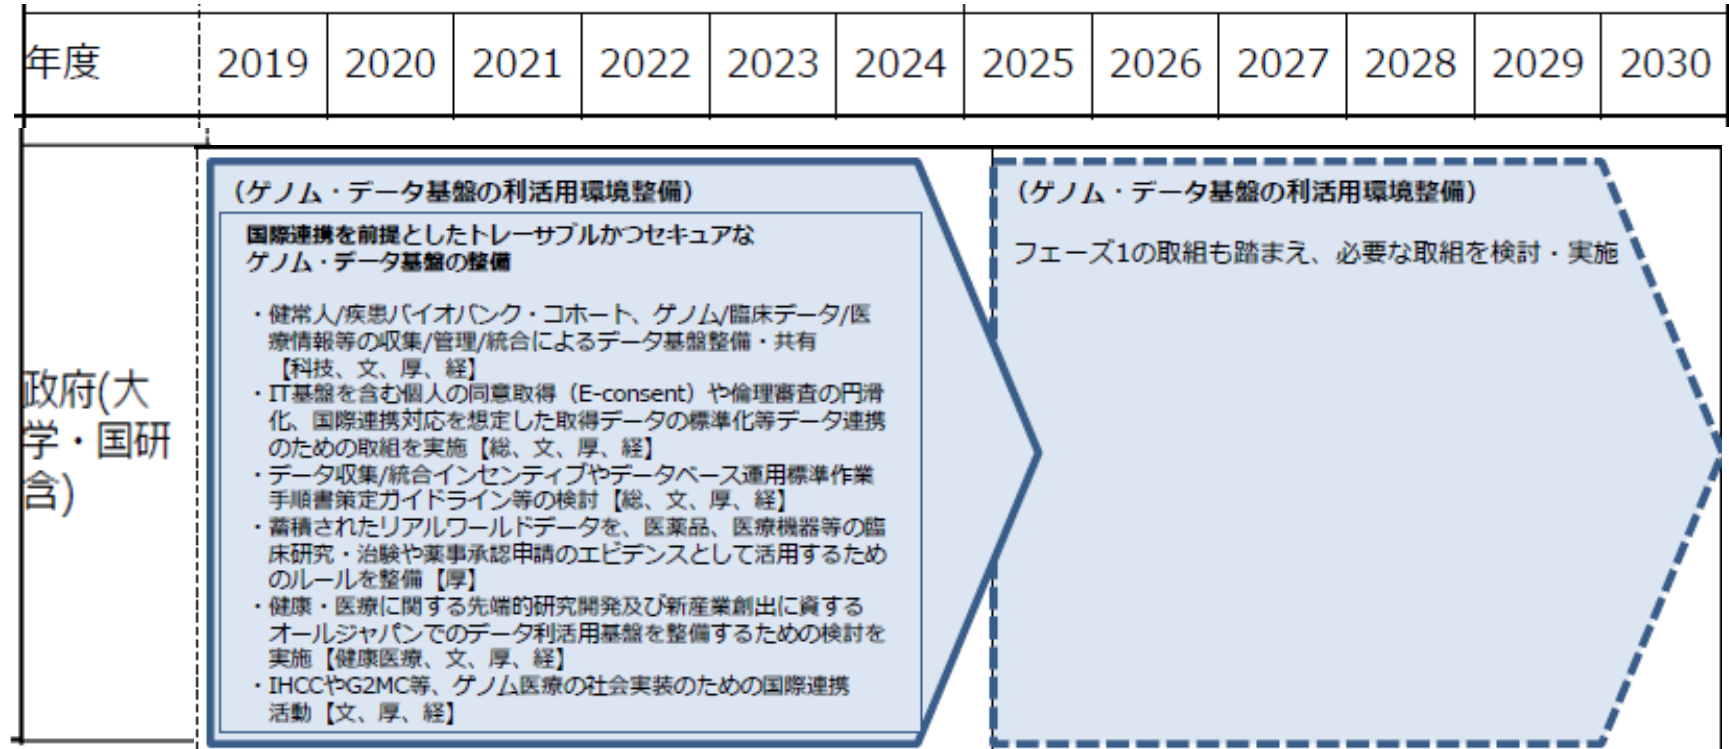 年度
2019 2020 2021 2022 2023 2024 2025 2026 2027 2028 2029 2030
政府(大
学・国研
含)
（ゲノム・データ基盤の利活用環境整備）
国際連携を前提としたトレーサブルかつセキュアな
ゲノム・データ基盤の整備
・健常人/疾患バイオバンク・コホート、ゲノム/臨床データ/医
療情報等の収集/管理/統合によるデータ基盤整備・共有
【科技、文、厚、経】
・IT基盤を含む個人の同意取得（E-consent）や倫理審査の円滑
化、国際連携対応を想定した取得データの標準化等データ連携
のための取組を実施【総、文、厚、経】
・データ収集/統合インセンティブやデータベース運用標準作業
手順書策定ガイドライン等の検討【総、文、厚、経】
・蓄積されたリアルワールドデータを、医薬品、医療機器等の臨
床研究・治験や薬事承認申請のエビデンスとして活用するため
のルールを整備【厚】
・健康・医療に関する先端的研究開発及び新産業創出に資する
オールジャパンでのデータ利活用基盤を整備するための検討を
実施【健康医療、文、厚、経】
・IHCCやG2MC等、ゲノム医療の社会実装のための国際連携
活動【文、厚、経】
（ゲノム・データ基盤の利活用環境整備）
フェーズ1の取組も踏まえ、必要な取組を検討・実施